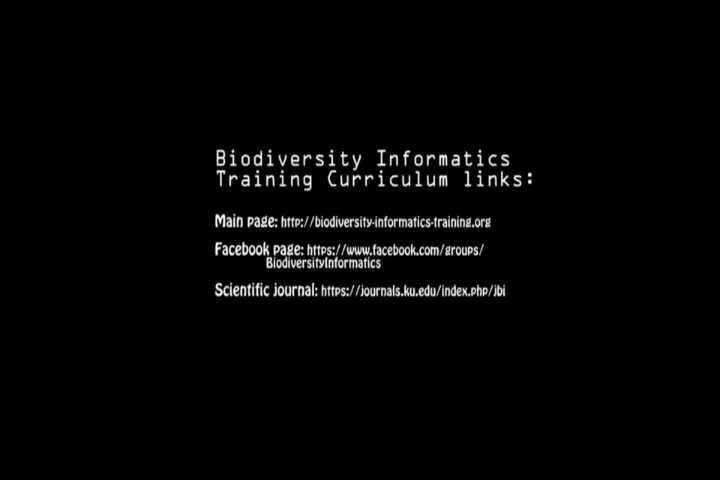 Biodiversity Informatics
Training Curriculum links:
Main page: http://biodiversity-informatics-training.org
Facebook page: https://www.facebook.com/groups/
BiodiversityInformatics
Scientific journal: https://journals.ku.edu/index.php/jbi